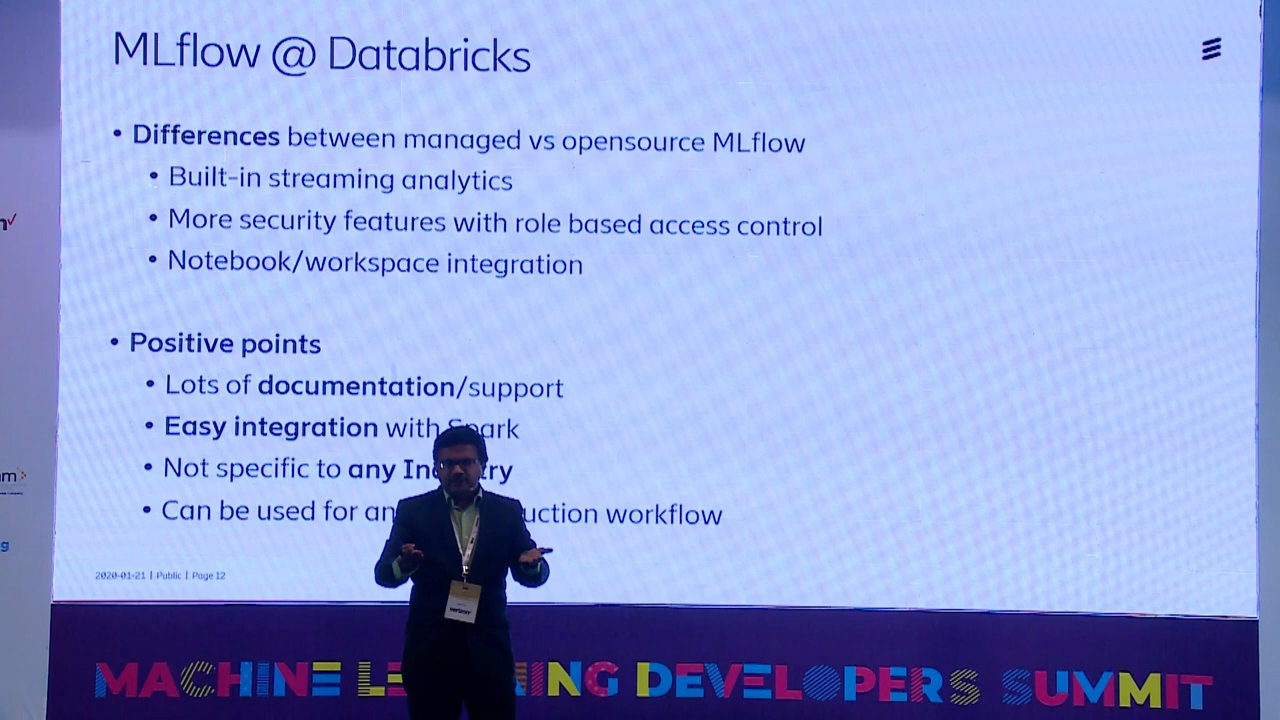 MLflow @ Databricks
• Differences between managed vs opensource MLflow
• Built-in streaming analytics
• More security features with role based access control
• Notebook/workspace integration
• Positive points
• Lots of documentation/support
• Easy integration with Spark
• Not specific to any
• Can be used for workflow
2020-01-21 | Public | Page 12
verizon
MACHINE DEVELOPERS SUMMIT